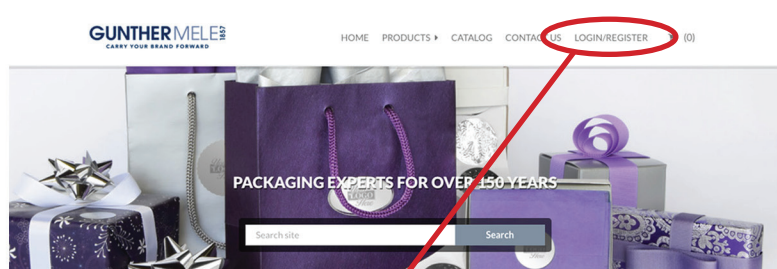 GUNTHER MELE 1857
CARRY YOUR BRAND FORWARD
HOME PRODUCTS CATALOG CONTACT US LOGIN/REGISTER (0)
PACKAGING EXPERTS FOR OVER 150 YEARS
LOGO
Search site Search